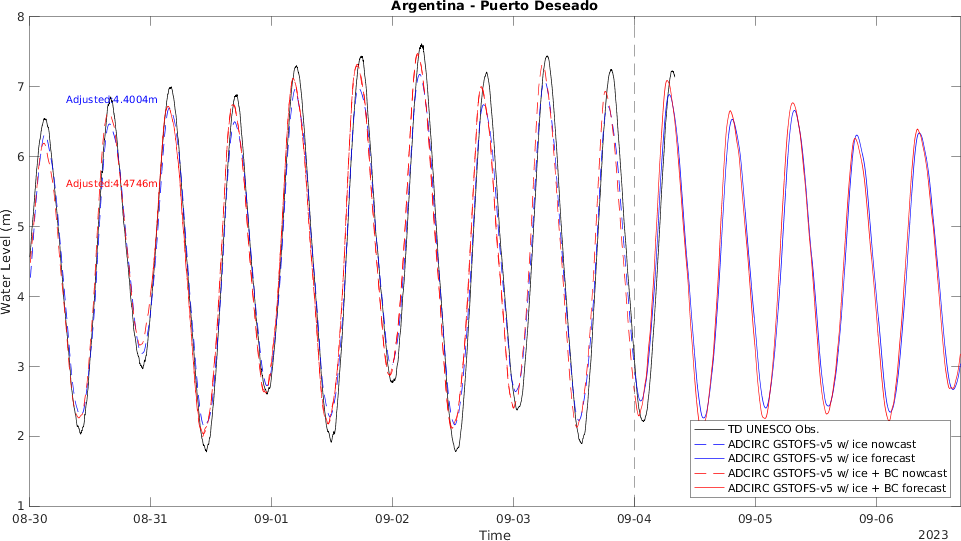 Argentina - Puerto Deseado
8
7
6
5
4
3
2
1
Water Level (m)
Adjusted:4.4004m
Adjusted:4.4746m
TD UNESCO Obs.
ADCIRC GSTOFS-v5 w/ ice nowcast
ADCIRC GSTOFS-v5 w/ ice forecast
ADCIRC GSTOFS-v5 w/ ice + BC nowcast
ADCIRC GSTOFS-v5 w/ ice + BC forecast
08-30 08-31 09-01 09-02 09-03 09-04 09-05 09-06
Time
2023